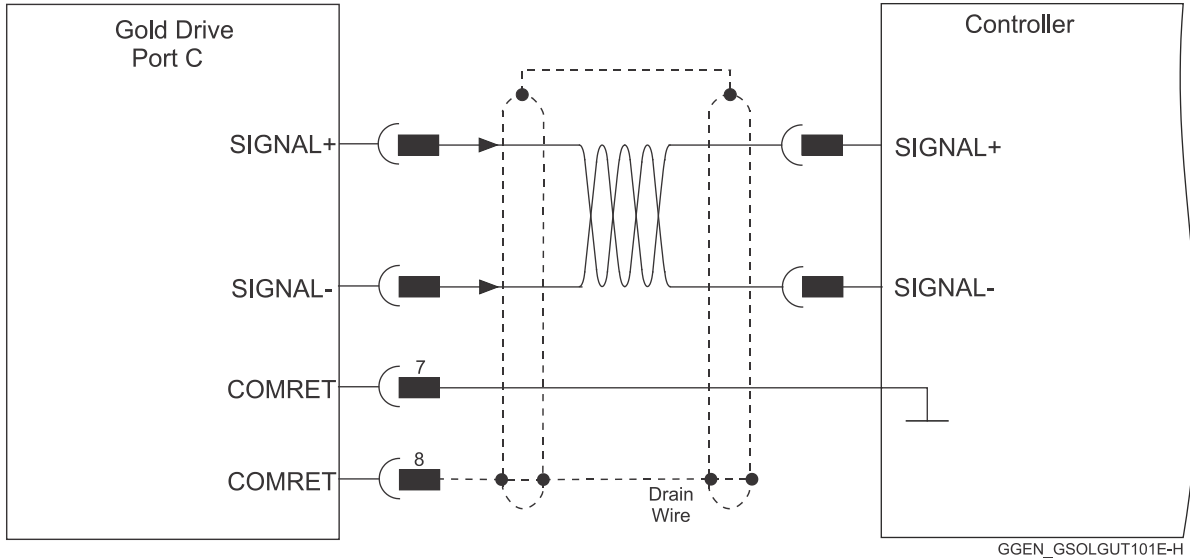 Gold Drive
Port C
Controller
SIGNAL+
SIGNAL+
SIGNAL-
SIGNAL-
COMRET
7
COMRET
8
Drain
Wire
GGEN_GSOLGUT101E-H